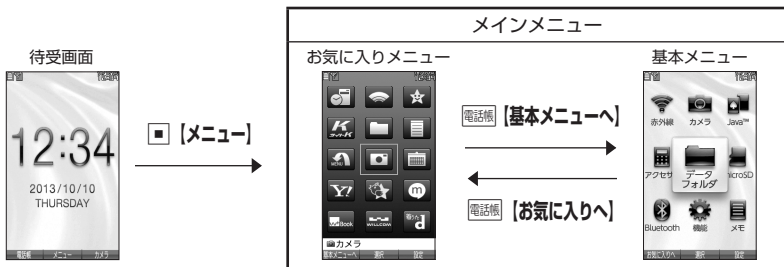 メインメニュー
待受画面
お気に入りメニュー
基本メニュー
12:34
2013/10/10
THURSDAY
電話帳 メニュー カメラ
【メニュー】
MENU
Y!
Book
WILLCOM
カメラ
基本メニューへ 選択 設定
電話帳【基本メニューへ】
電話帳【お気に入りへ】
赤外線 カメラ Java™
アクセサ データフォルダ microSD
Bluetooth 機能 メモ
お気に入りへ 選択 設定